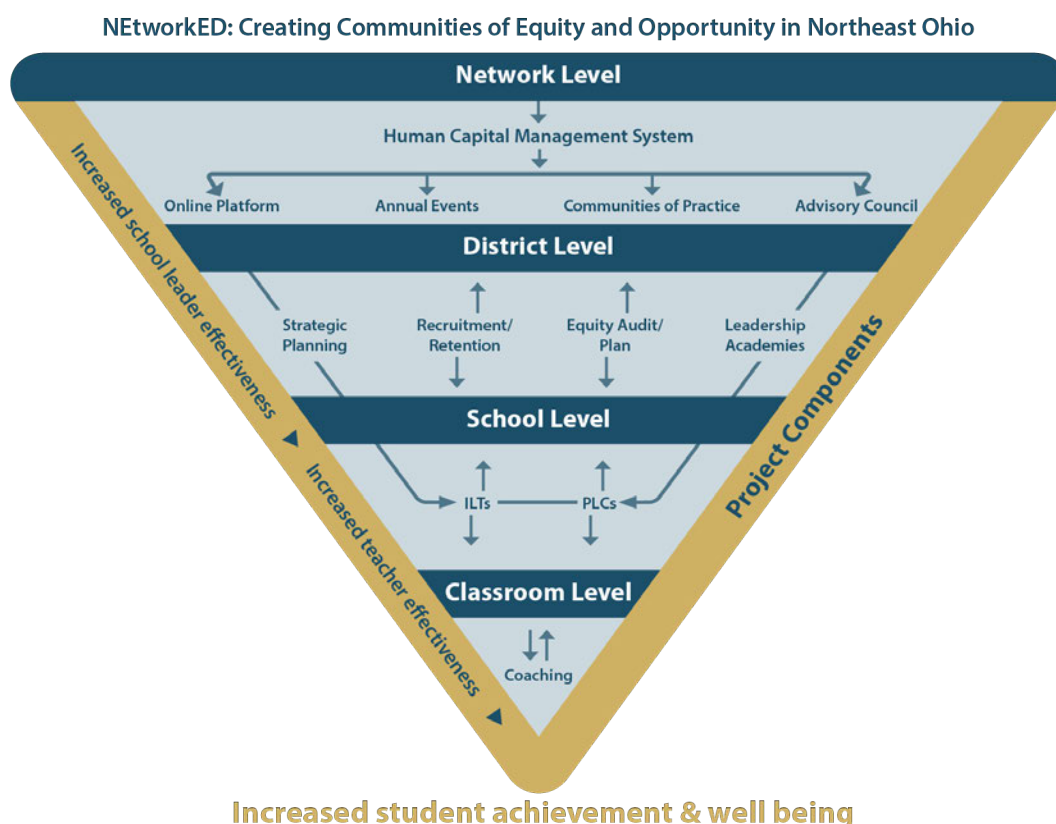 NEtworkED: Creating Communities of Equity and Opportunity in Northeast Ohio
Network Level
Human Capital Management System
Online Platform
Annual Events
Communities of Practice
Advisory Council
District Level
Strategic
Planning
Recruitment/
Retention
Equity Audit/
Plan
Leadership
Academies
School Level
ILTs
PLCs
Classroom Level
Coaching
Increased school leader effectiveness
Increased teacher effectiveness
Project Components
Increased student achievement & well being